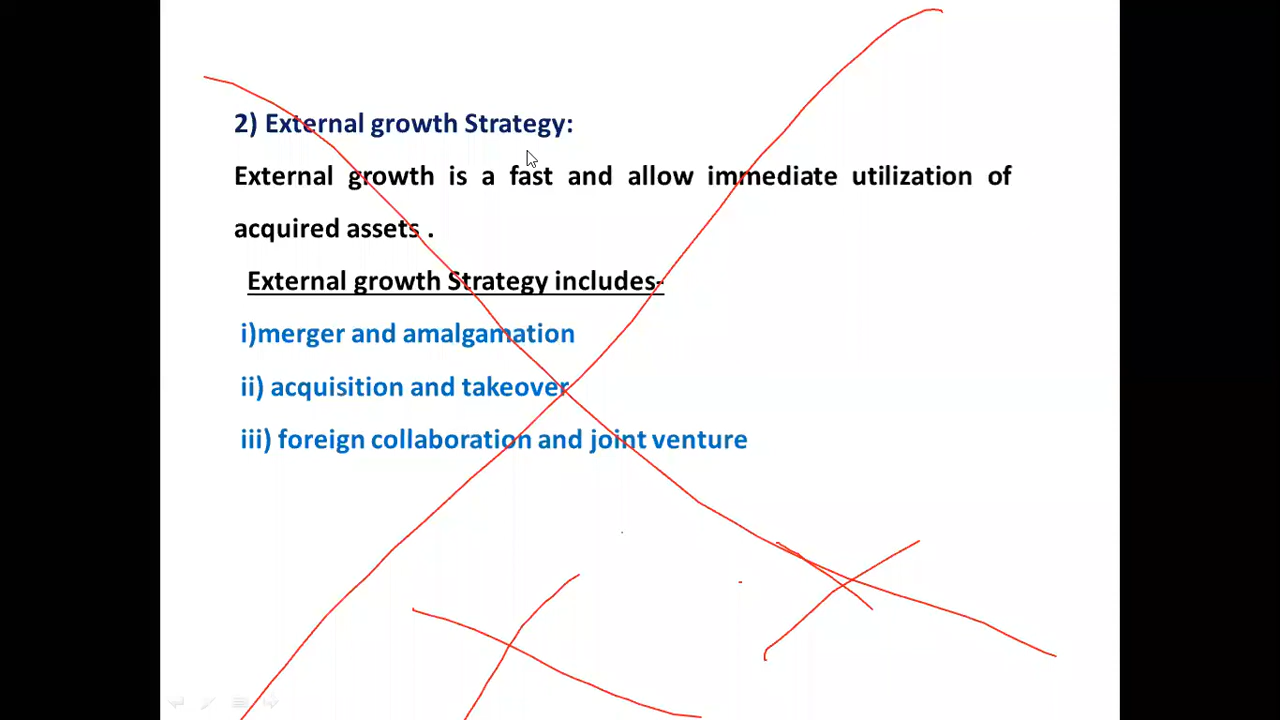 2) External growth Strategy:
External growth is a fast and allow immediate utilization of
acquired assets .
External growth Strategy includes-
i)merger and amalgamation
ii) acquisition and takeover
iii) foreign collaboration and joint venture